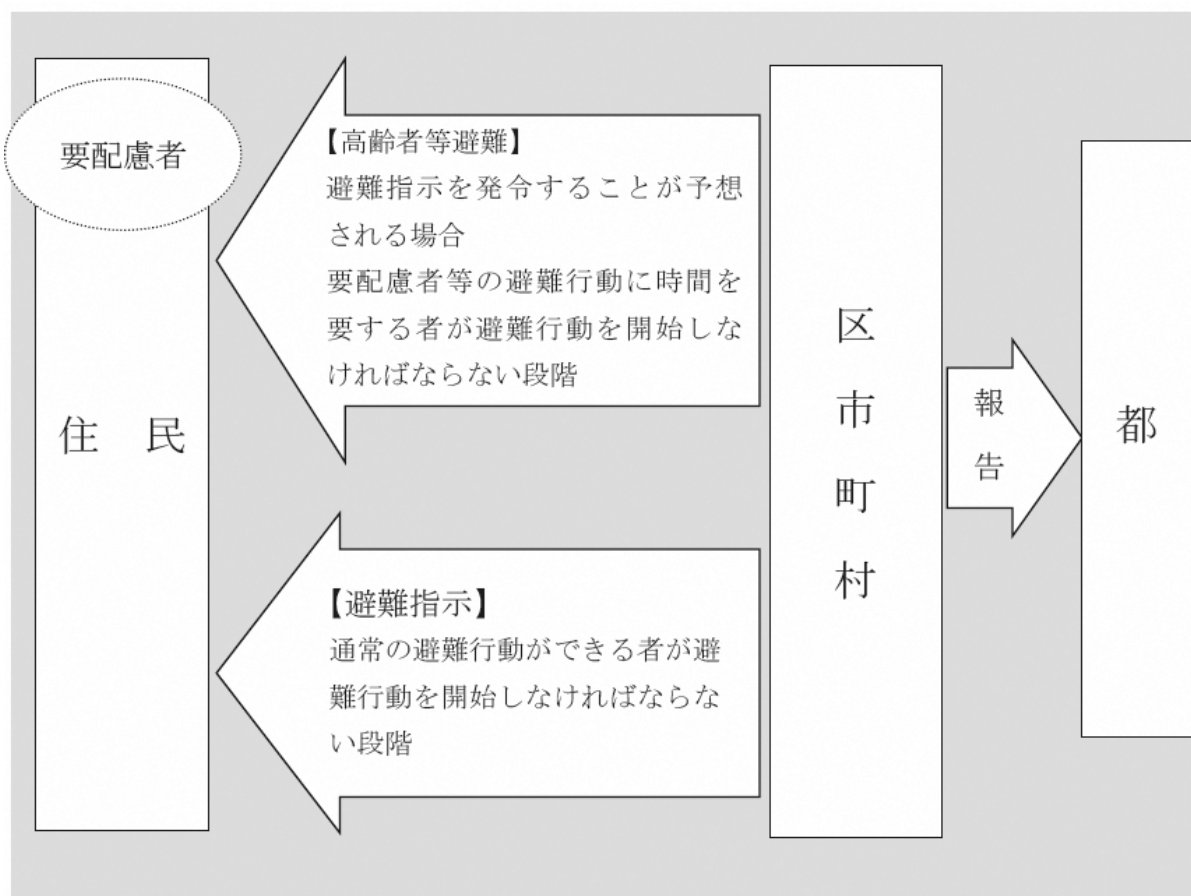 要配慮者
住　民
【高齢者等避難】
避難指示を発令することが予想
される場合
要配慮者等の避難行動に時間を
要する者が避難行動を開始しな
ければならない段階
【避難指示】
通常の避難行動ができる者が避
難行動を開始しなければならな
い段階
区市町村
報告
都